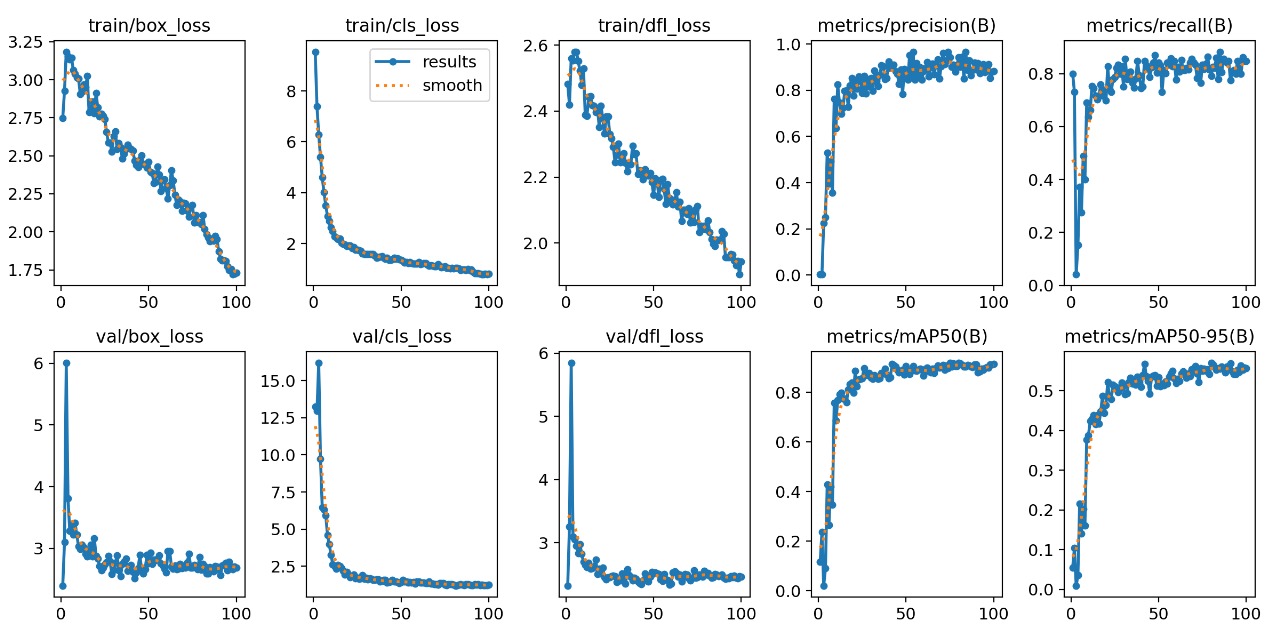 train/box_loss
3.25
3.00
2.75
2.50
2.25
2.00
1.75
0 50 100
train/cls_loss
results
smooth
8
6
4
2
0 50 100
train/dfl_loss
2.6
2.4
2.2
2.0
0 50 100
metrics/precision(B)
1.0
0.8
0.6
0.4
0.2
0.0
0 50 100
metrics/recall(B)
0.8
0.6
0.4
0.2
0.0
0 50 100
val/box_loss
6
5
4
3
0 50 100
val/cls_loss
15.0
12.5
10.0
7.5
5.0
2.5
0 50 100
val/dfl_loss
6
5
4
3
0 50 100
metrics/mAP50(B)
0.8
0.6
0.4
0.2
0.0
0 50 100
metrics/mAP50-95(B)
0.5
0.4
0.3
0.2
0.1
0.0
0 50 100